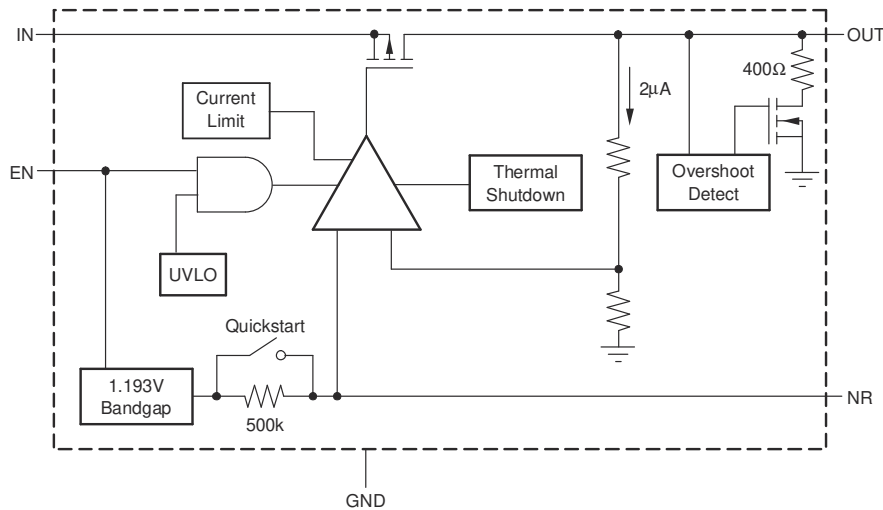 IN
OUT
400Ω
2µA
Current
Limit
EN
Thermal
Shutdown
Overshoot
Detect
UVLO
Quickstart
1.193V
Bandgap
500k
NR
GND